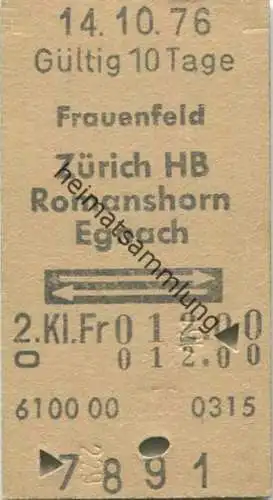 14.10.76
Gültig 10 Tage
Frauenfeld
Zürich HB
Romanshorn
Egnach
heimatsammlung.de
2.Kl.Fr 012.00
0 012.00
6100 00 0315
7891